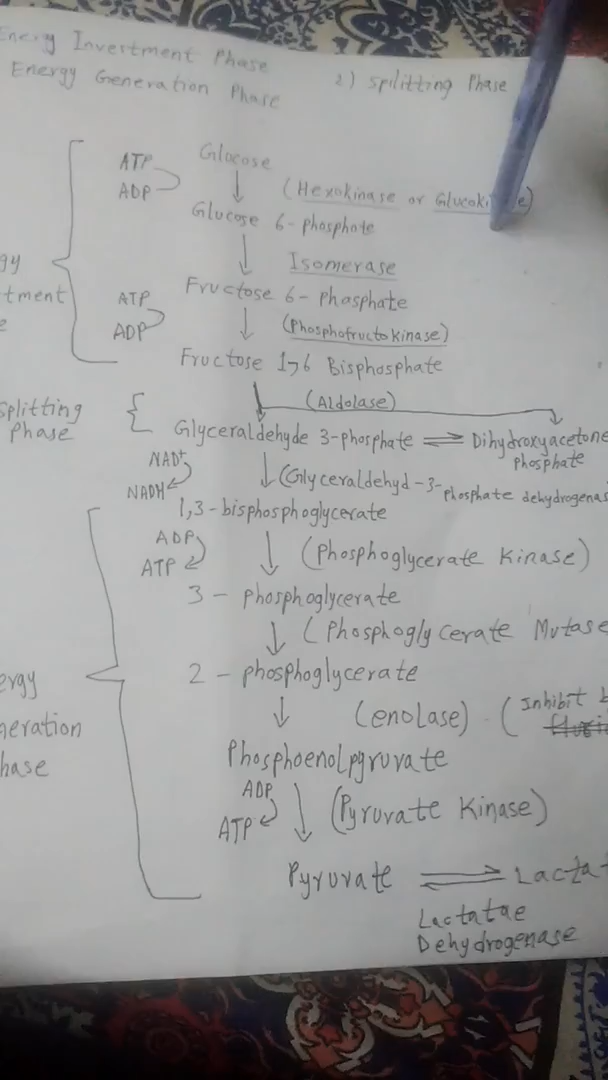 Energy Investment Phase
2) Splitting Phase
Energy Generation Phase
ATP
Glocose
ADP
(Hexokinase or
Glucose 6-phosphate
Isomerase
ATP
Fructose 6-Phosphate
ADP
(Phosphofructokinase)
Fructose 1,6 Bisphosphate
(Aldolase)
Splitting
Phase
Glyceraldehyde 3-phosphate ⇌ Dihydroxyacetone
phosphate
NAD+
NADH
(Glyceraldehyd-3-phosphate
1,3-bisphosphoglycerate
ADP
ATP
(Phosphoglycerate Kinase)
3-phosphoglycerate
(Phosphoglycerate Mutase
2-phosphoglycerate
(enolase).(Inhibit
Phosphoenolpyruvate
ADP
ATP
(Pyruvate Kinase)
Pyruvate ⇌
Lactatae
Dehydrogenase